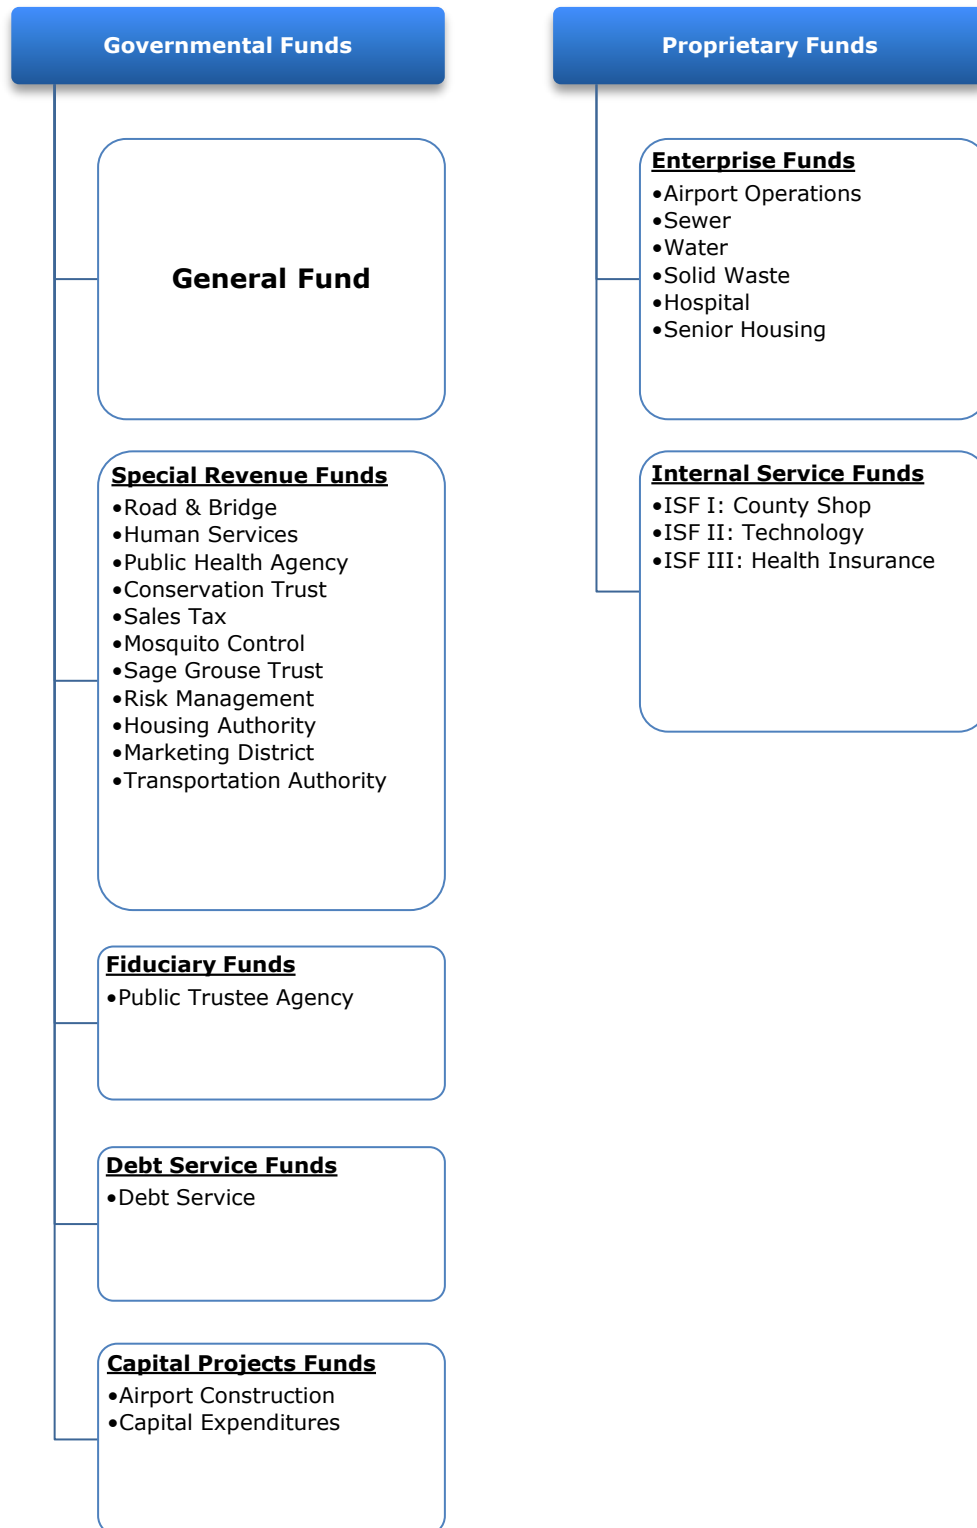 Governmental Funds
General Fund
Special Revenue Funds
•Road & Bridge
•Human Services
•Public Health Agency
•Conservation Trust
•Sales Tax
•Mosquito Control
•Sage Grouse Trust
•Risk Management
•Housing Authority
•Marketing District
•Transportation Authority
Fiduciary Funds
•Public Trustee Agency
Debt Service Funds
•Debt Service
Capital Projects Funds
•Airport Construction
•Capital Expenditures
Proprietary Funds
Enterprise Funds
•Airport Operations
•Sewer
•Water
•Solid Waste
•Hospital
•Senior Housing
Internal Service Funds
•ISF I: County Shop
•ISF II: Technology
•ISF III: Health Insurance